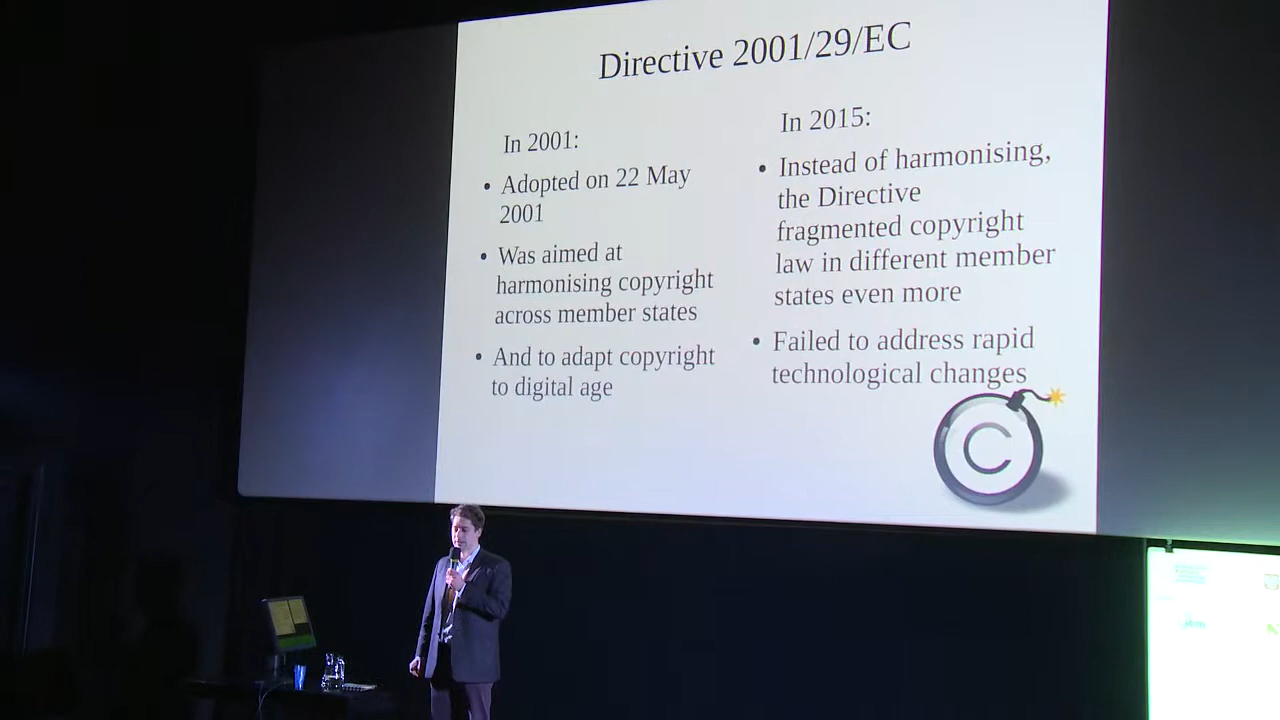 Directive 2001/29/EC
In 2001:
• Adopted on 22 May
2001
• Was aimed at
harmonising copyright
across member states
• And to adapt copyright
to digital age
In 2015:
• Instead of harmonising,
the Directive
fragmented copyright
law in different member
states even more
• Failed to address rapid
technological changes
C